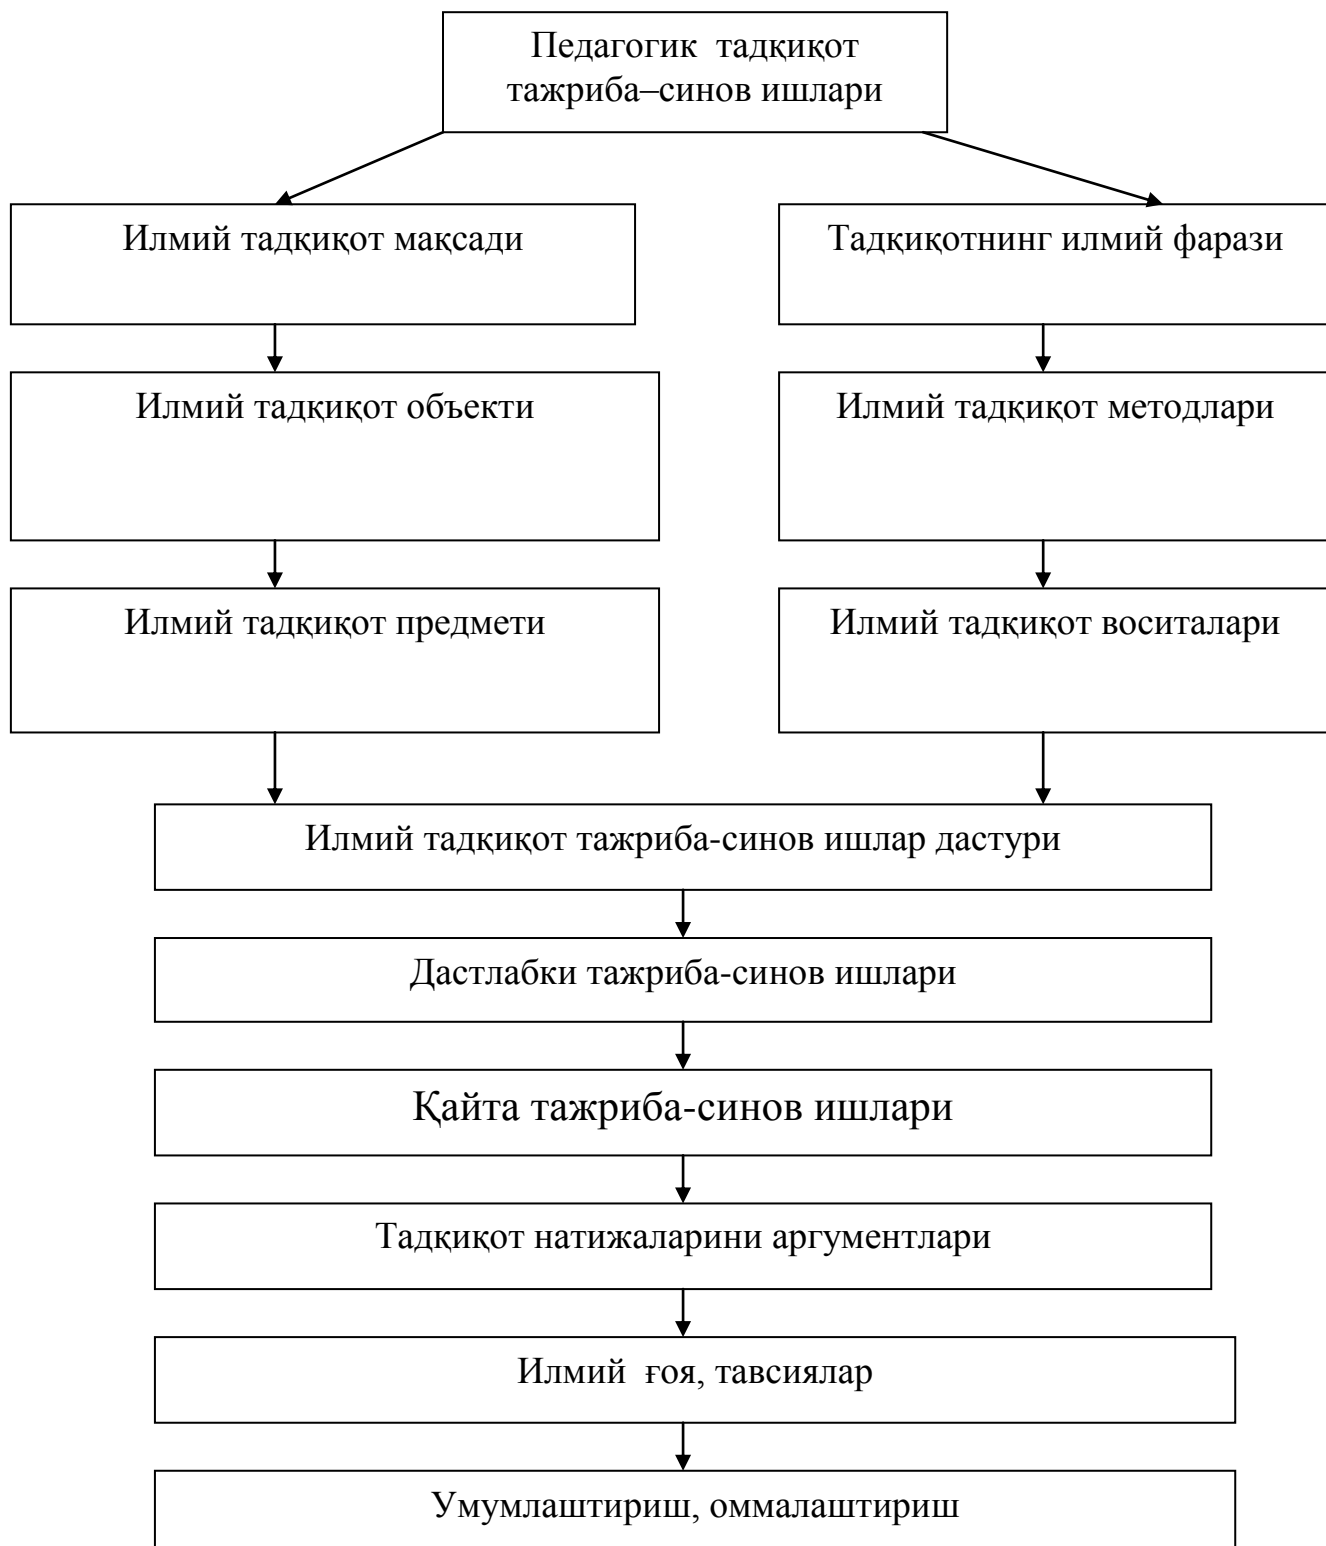 Педагогик тадқиқот
тажриба–синов ишлари
Илмий тадқиқот мақсади
Тадқиқотнинг илмий фарази
Илмий тадқиқот объекти
Илмий тадқиқот методлари
Илмий тадқиқот предмети
Илмий тадқиқот воситалари
Илмий тадқиқот тажриба-синов ишлар дастури
Дастлабки тажриба-синов ишлари
Қайта тажриба-синов ишлари
Тадқиқот натижаларини аргументлари
Илмий ғоя, тавсиялар
Умумлаштириш, оммалаштириш